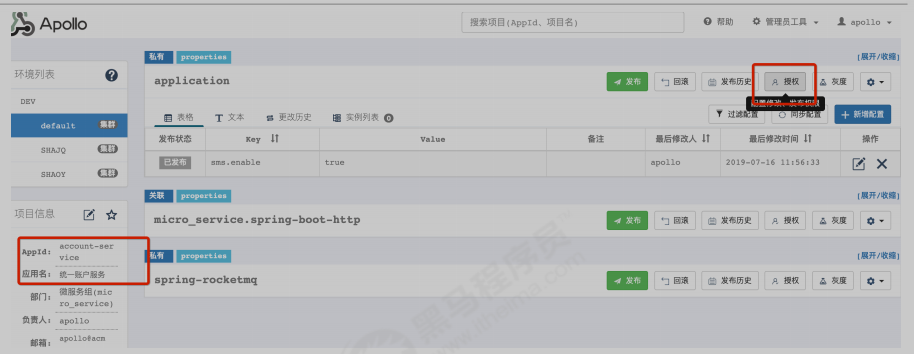 Apollo
搜索项目(AppId、项目名)
帮助
管理员工具
apollo
环境列表
DEV
default 集群
SHAJQ 集群
SHAOY 集群
项目信息
AppId: account-ser
vice
应用名: 统一账户服务
部门: 微服务组(mic
ro_service)
负责人: apollo
邮箱: apollo@acm
私有 properties
[展开/收缩]
application
发布 回滚 发布历史 授权 灰度
配置修改、发布权限
表格 文本 更改历史 实例列表 0
过滤配置 同步配置 新增配置
发布状态 Key Value 备注 最后修改人 最后修改时间 操作
已发布 sms.enable true apollo 2019-07-16 11:56:33
关联 properties
[展开/收缩]
micro_service.spring-boot-http
发布 回滚 发布历史 授权 灰度
私有 properties
[展开/收缩]
spring-rocketmq
发布 回滚 发布历史 授权 灰度
黑马程序员